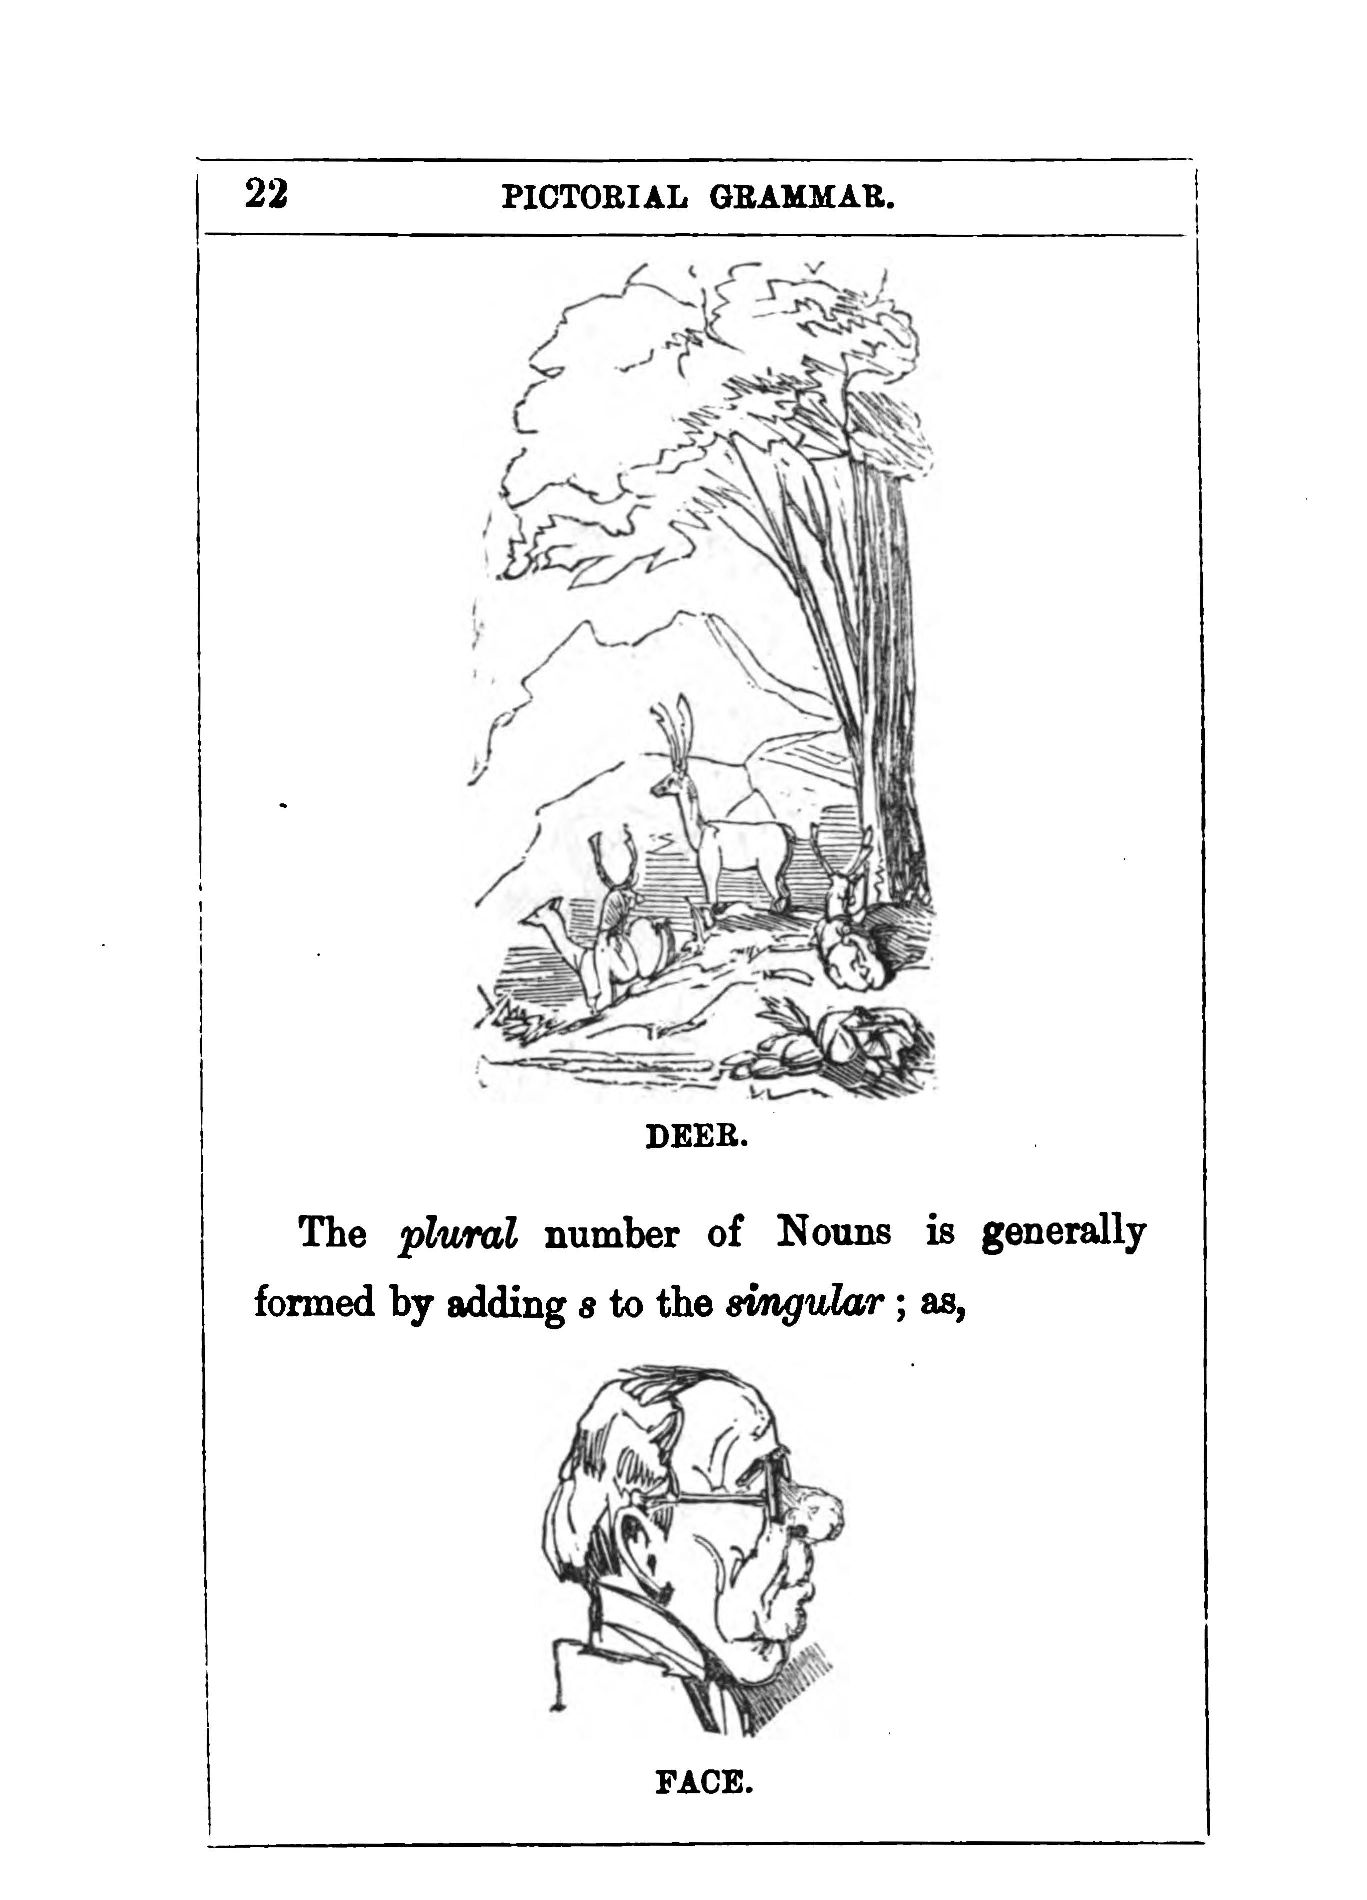 22 PICTORIAL GRAMMAR.
DEER.
The plural number of Nouns is generally
formed by adding s to the singular ; as,
FACE.